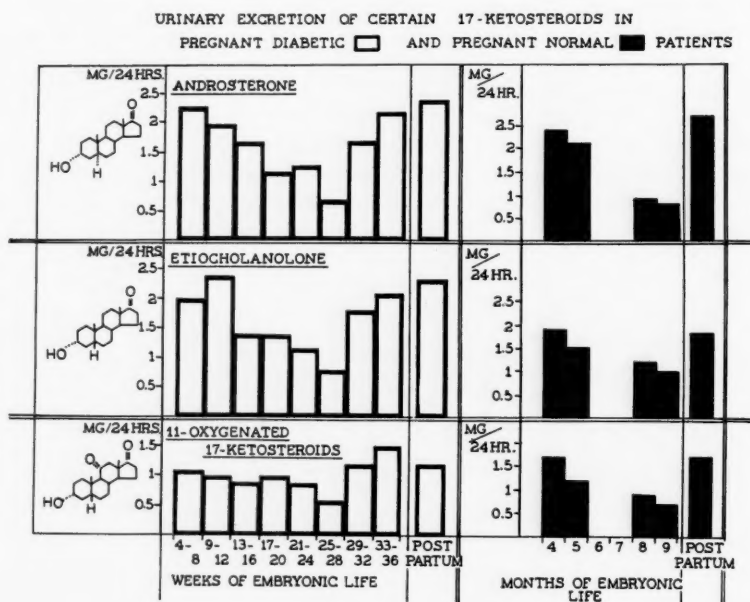 URINARY EXCRETION OF CERTAIN 17-KETOSTEROIDS IN
PREGNANT DIABETIC AND PREGNANT NORMAL PATIENTS
MG/24 HRS.
ANDROSTERONE
2.5
2
1.5
1
0.5
O
HO
H
MG/24 HR.
2.5
2
1.5
1
0.5
MG/24 HRS.
ETIOCHOLANOLONE
2.5
2
1.5
1
0.5
O
HO
H
MG/24 HR.
2.5
2
1.5
1
0.5
MG/24 HRS.
11-OXYGENATED
17-KETOSTEROIDS
1.5
1
0.5
O
O
HO
H
MG/24 HR.
1.5
1
0.5
4-8 9-12 13-16 17-20 21-24 25-28 29-32 33-36 POST PARTUM
WEEKS OF EMBRYONIC LIFE
4 5 6 7 8 9 POST PARTUM
MONTHS OF EMBRYONIC
LIFE